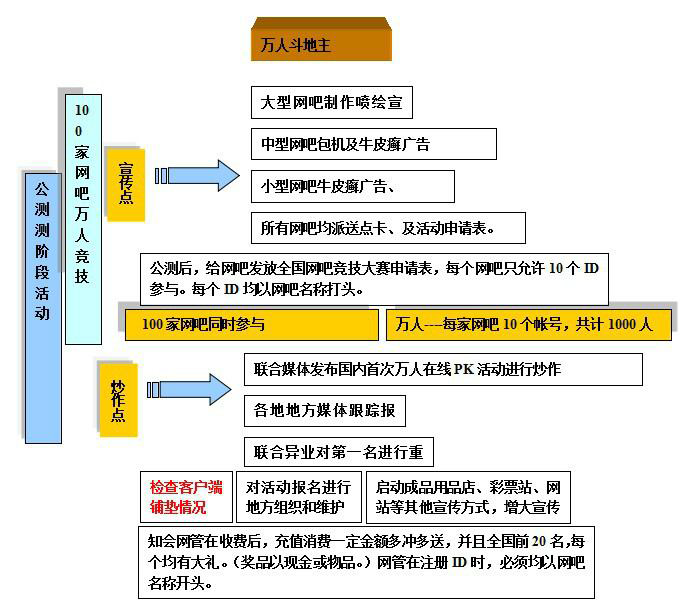 万人斗地主
大型网吧制作喷绘宣
中型网吧包机及牛皮癣广告
小型网吧牛皮癣广告、
所有网吧均派送点卡、及活动申请表。
公测测阶段活动
100家网吧万人竞技
宣传点
公测后，给网吧发放全国网吧竞技大赛申请表，每个网吧只允许 10 个 ID
参与。每个 ID 均以网吧名称打头。
100 家网吧同时参与
万人----每家网吧 10 个帐号，共计 1000 人
炒作点
联合媒体发布国内首次万人在线 PK 活动进行炒作
各地地方媒体跟踪报
联合异业对第一名进行重
检查客户端
铺垫情况
对活动报名进行
地方组织和维护
启动成品用品店、彩票站、网
站等其他宣传方式，增大宣传
知会网管在收费后，充值消费一定金额多冲多送，并且全国前 20 名，每
个均有大礼。（奖品以现金或物品。）网管在注册 ID 时，必须均以网吧
名称开头。